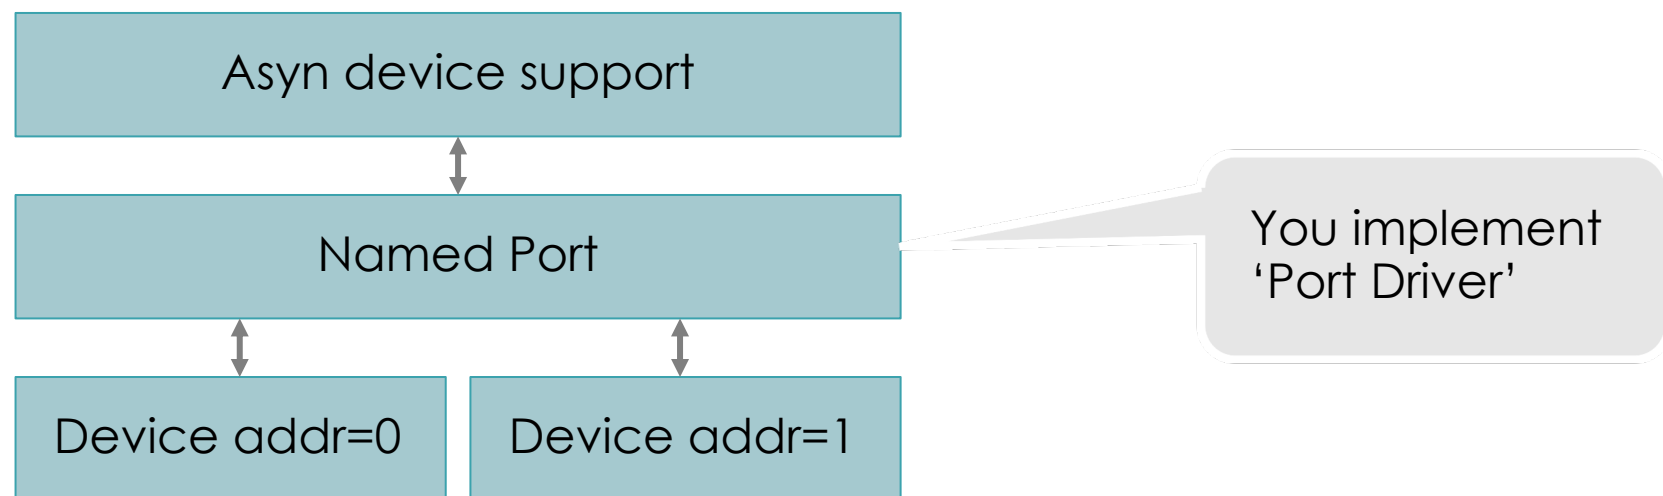 Asyn device support
Named Port
You implement
‘Port Driver’
Device addr=0
Device addr=1